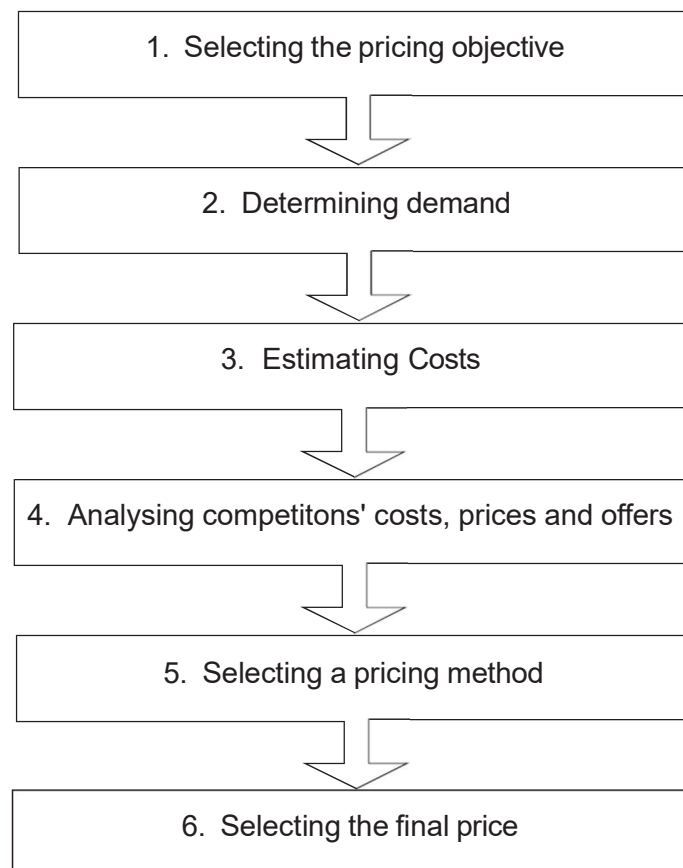 1. Selecting the pricing objective
2. Determining demand
3. Estimating Costs
4. Analysing competitons' costs, prices and offers
5. Selecting a pricing method
6. Selecting the final price